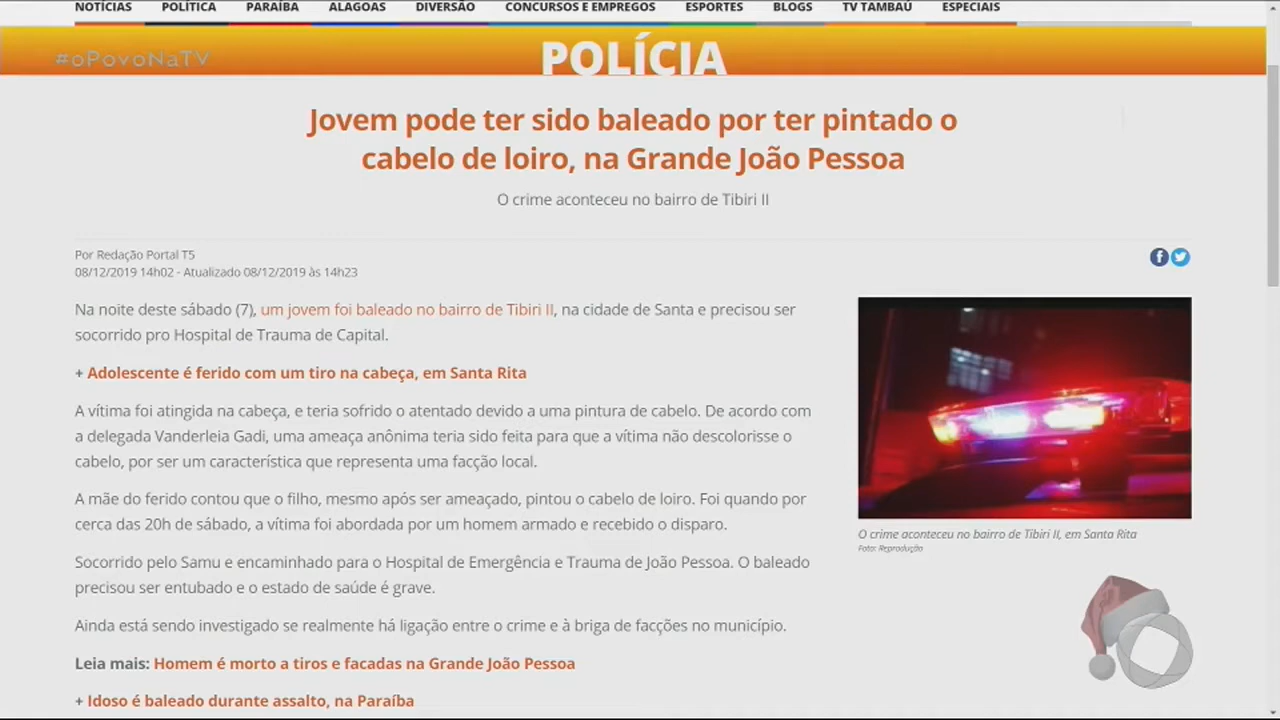 NOTÍCIAS POLÍTICA PARAÍBA ALAGOAS DIVERSÃO CONCURSOS E EMPREGOS ESPORTES BLOGS TV TAMBAÚ ESPECIAIS
#oPovoNaTV
POLÍCIA
Jovem pode ter sido baleado por ter pintado o
cabelo de loiro, na Grande João Pessoa
O crime aconteceu no bairro de Tibiri II
Por Redação Portal T5
08/12/2019 14h02 - Atualizado 08/12/2019 às 14h23
Na noite deste sábado (7), um jovem foi baleado no bairro de Tibiri II, na cidade de Santa e precisou ser
socorrido pro Hospital de Trauma de Capital.
+ Adolescente é ferido com um tiro na cabeça, em Santa Rita
A vítima foi atingida na cabeça, e teria sofrido o atentado devido a uma pintura de cabelo. De acordo com
a delegada Vanderleia Gadi, uma ameaça anônima teria sido feita para que a vítima não descolorisse o
cabelo, por ser um característica que representa uma facção local.
A mãe do ferido contou que o filho, mesmo após ser ameaçado, pintou o cabelo de loiro. Foi quando por
cerca das 20h de sábado, a vítima foi abordada por um homem armado e recebido o disparo.
Socorrido pelo Samu e encaminhado para o Hospital de Emergência e Trauma de João Pessoa. O baleado
precisou ser entubado e o estado de saúde é grave.
Ainda está sendo investigado se realmente há ligação entre o crime e à briga de facções no município.
Leia mais: Homem é morto a tiros e facadas na Grande João Pessoa
+ Idoso é baleado durante assalto, na Paraíba
O crime aconteceu no bairro de Tibiri II, em Santa Rita
Foto: Reprodução